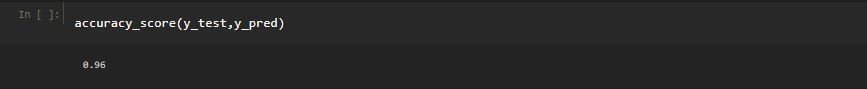 In [ ]:
accuracy_score(y_test,y_pred)
0.96